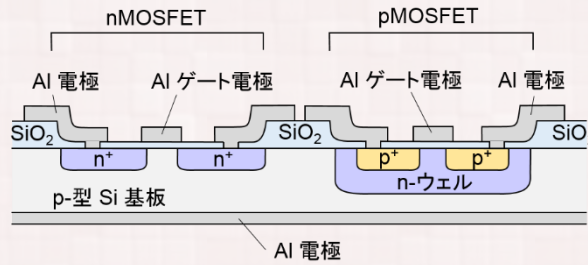 nMOSFET pMOSFET
Al 電極 Al ゲート電極 Al ゲート電極 Al 電極
SiO2 SiO2 SiO
n+ n+ p+ p+
n-ウェル
p-型 Si 基板
Al 電極